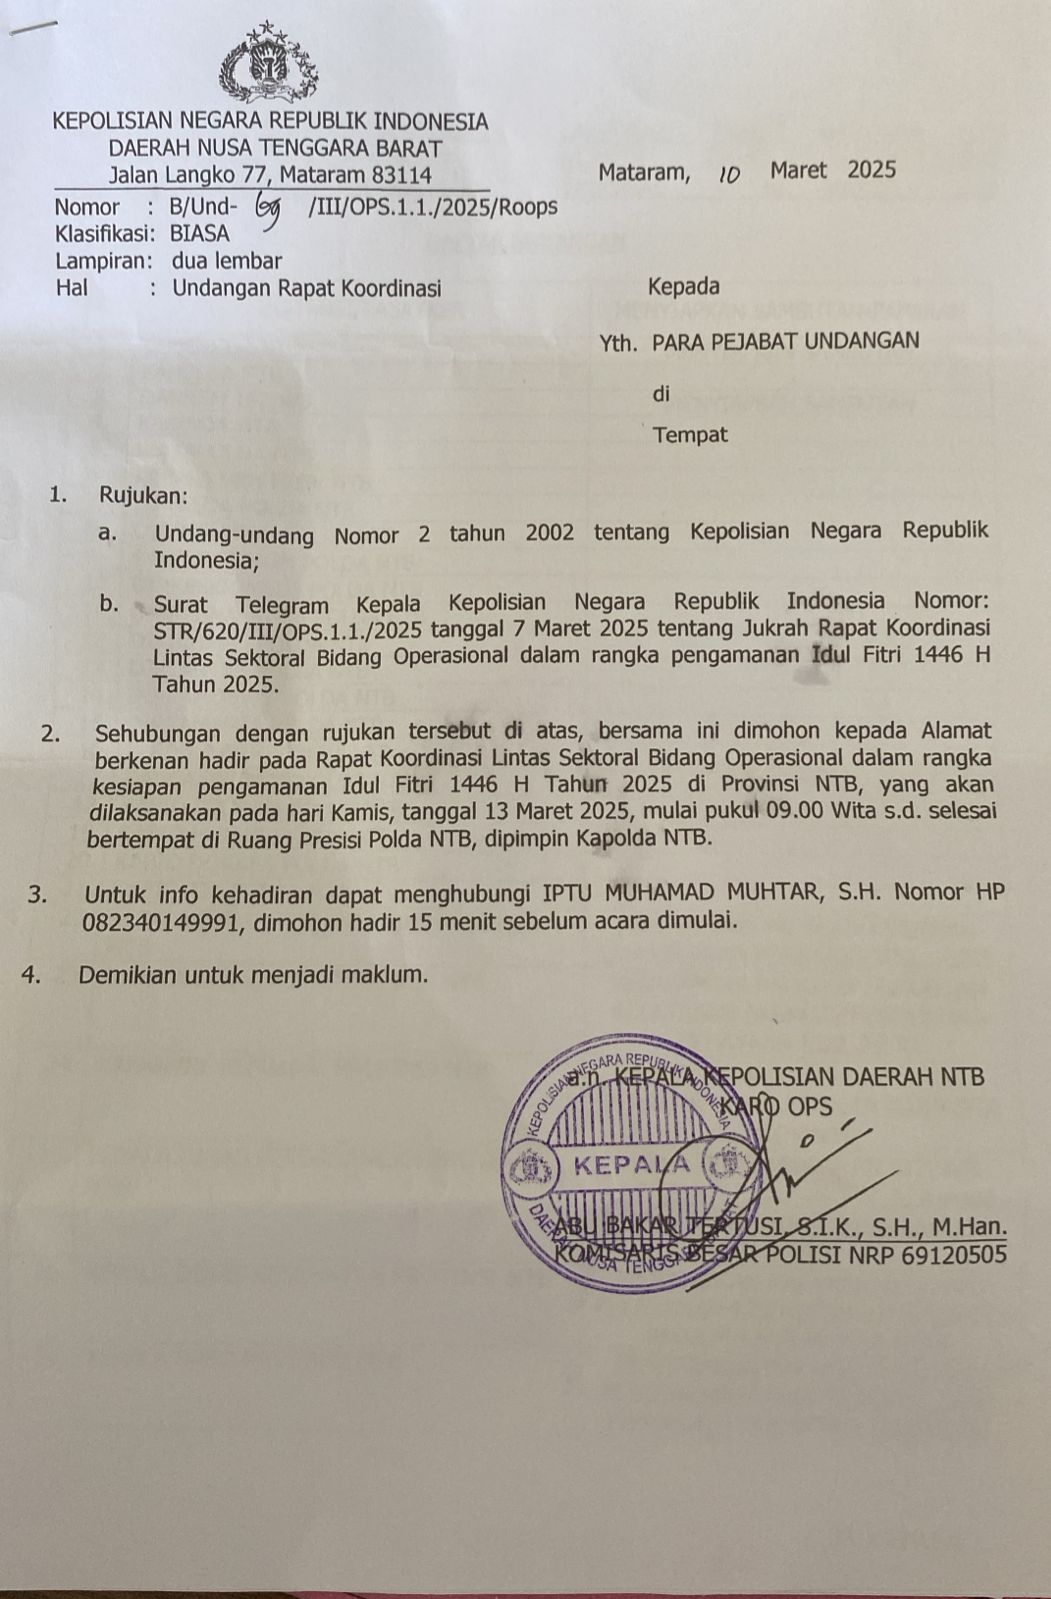 KEPOLISIAN NEGARA REPUBLIK INDONESIA
DAERAH NUSA TENGGARA BARAT
Jalan Langko 77, Mataram 83114
Mataram, 10 Maret 2025
Nomor : B/Und- /III/OPS.1.1./2025/Roops
Klasifikasi: BIASA
Lampiran: dua lembar
Hal : Undangan Rapat Koordinasi
Kepada
Yth. PARA PEJABAT UNDANGAN
di
Tempat
1. Rujukan:
a. Undang-undang Nomor 2 tahun 2002 tentang Kepolisian Negara Republik
Indonesia;
b. Surat Telegram Kepala Kepolisian Negara Republik Indonesia Nomor:
STR/620/III/OPS.1.1./2025 tanggal 7 Maret 2025 tentang Jukrah Rapat Koordinasi
Lintas Sektoral Bidang Operasional dalam rangka pengamanan Idul Fitri 1446 H
Tahun 2025.
2. Sehubungan dengan rujukan tersebut di atas, bersama ini dimohon kepada Alamat
berkenan hadir pada Rapat Koordinasi Lintas Sektoral Bidang Operasional dalam rangka
kesiapan pengamanan Idul Fitri 1446 H Tahun 2025 di Provinsi NTB, yang akan
dilaksanakan pada hari Kamis, tanggal 13 Maret 2025, mulai pukul 09.00 Wita s.d. selesai
bertempat di Ruang Presisi Polda NTB, dipimpin Kapolda NTB.
3. Untuk info kehadiran dapat menghubungi IPTU MUHAMAD MUHTAR, S.H. Nomor HP
082340149991, dimohon hadir 15 menit sebelum acara dimulai.
4. Demikian untuk menjadi maklum.
a.n. KEPALA KEPOLISIAN DAERAH NTB
KARO OPS
KEPOLISIAN NEGARA REPUBLIK INDONESIA
KEPALA
DAERAH NUSA TENGGARA BARAT
ABU BAKAR TERTUSI, S.I.K., S.H., M.Han.
KOMISARIS BESAR POLISI NRP 69120505